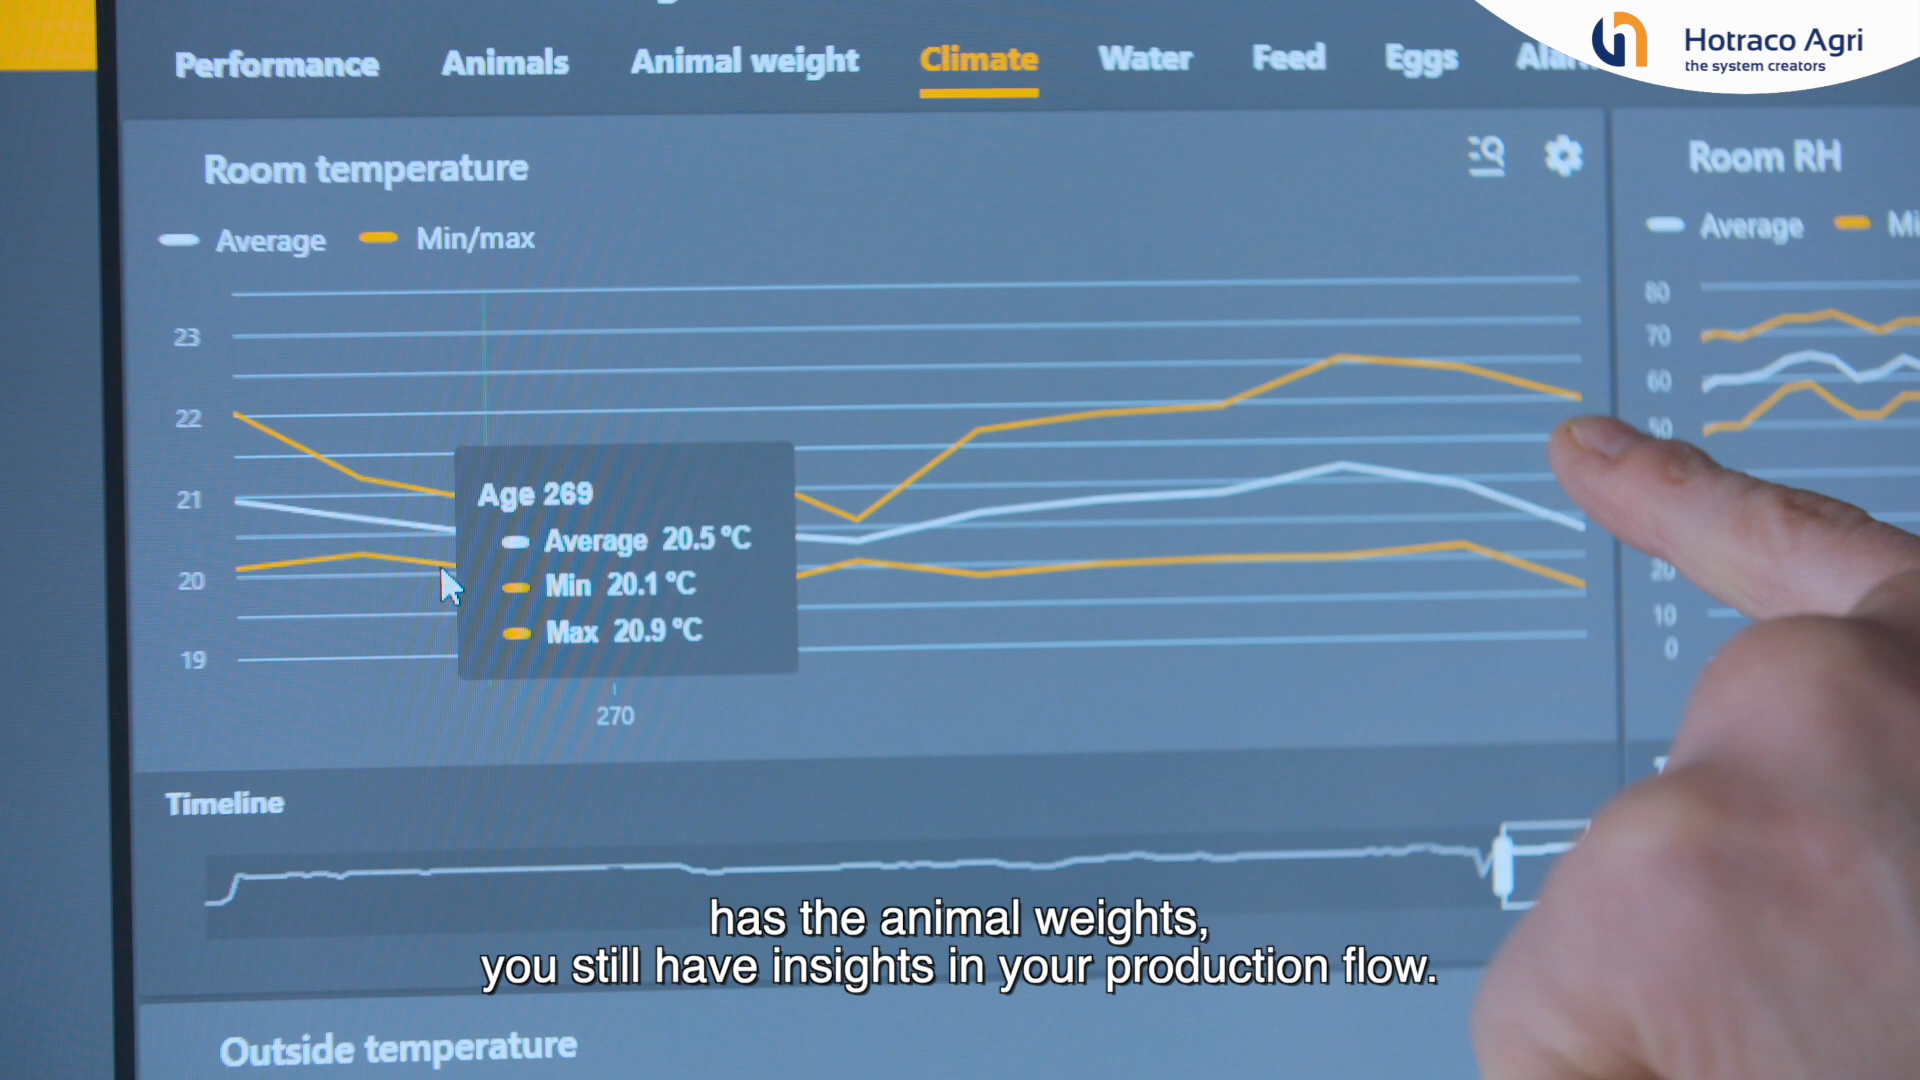 Performance Animals Animal weight Climate Water Feed Eggs
Hotraco Agri
the system creators
Room temperature
Average Min/max
23
22
21
20
19
Age 269
Average 20.5 °C
Min 20.1 °C
Max 20.9 °C
270
Room RH
Average
80
70
60
50
20
10
0
Timeline
has the animal weights,
you still have insights in your production flow.
Outside temperature